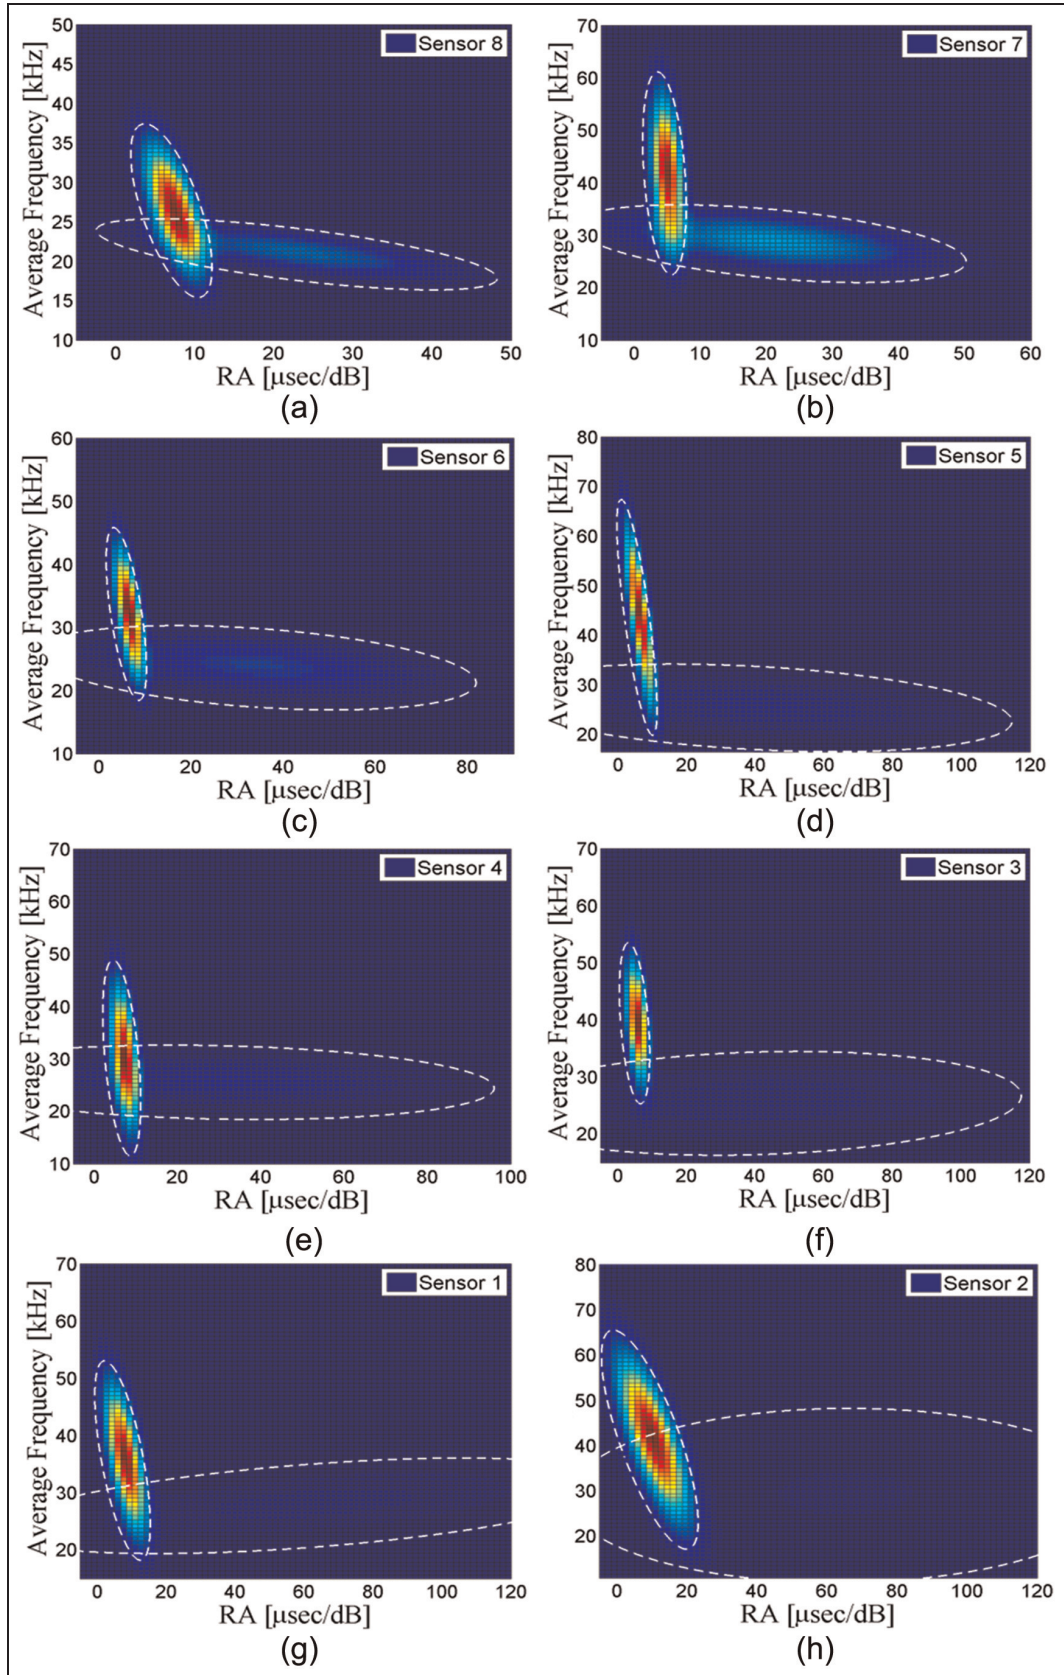 50
45
40
35
30
25
20
15
10
Average Frequency [kHz]
Sensor 8
0 10 20 30 40 50
RA [μsec/dB]
(a)
70
60
50
40
30
20
10
Average Frequency [kHz]
Sensor 7
0 10 20 30 40 50 60
RA [μsec/dB]
(b)
60
50
40
30
20
10
Average Frequency [kHz]
Sensor 6
0 20 40 60 80
RA [μsec/dB]
(c)
80
70
60
50
40
30
20
Average Frequency [kHz]
Sensor 5
0 20 40 60 80 100 120
RA [μsec/dB]
(d)
70
60
50
40
30
20
10
Average Frequency [kHz]
Sensor 4
0 20 40 60 80 100
RA [μsec/dB]
(e)
70
60
50
40
30
20
Average Frequency [kHz]
Sensor 3
0 20 40 60 80 100 120
RA [μsec/dB]
(f)
70
60
50
40
30
20
Average Frequency [kHz]
Sensor 1
0 20 40 60 80 100 120
RA [μsec/dB]
(g)
80
70
60
50
40
30
20
Average Frequency [kHz]
Sensor 2
0 20 40 60 80 100 120
RA [μsec/dB]
(h)